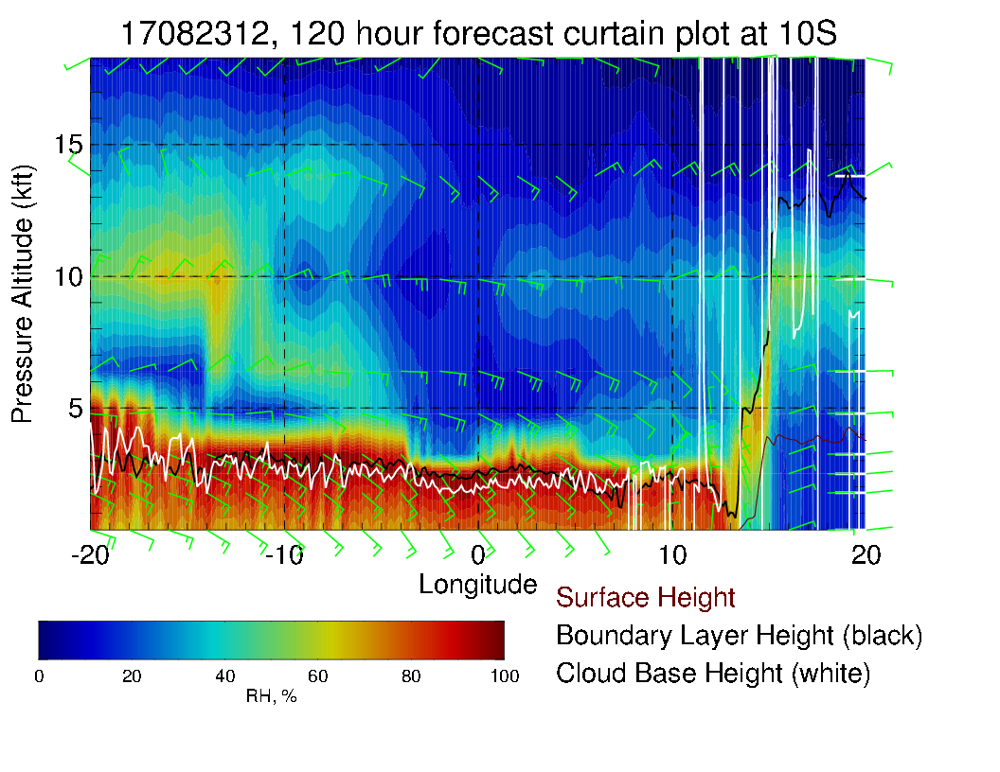 17082312, 120 hour forecast curtain plot at 10S
Pressure Altitude (kft)
15
10
5
-20 -10 0 10 20
Longitude
Surface Height
Boundary Layer Height (black)
Cloud Base Height (white)
0 20 40 60 80 100
RH, %